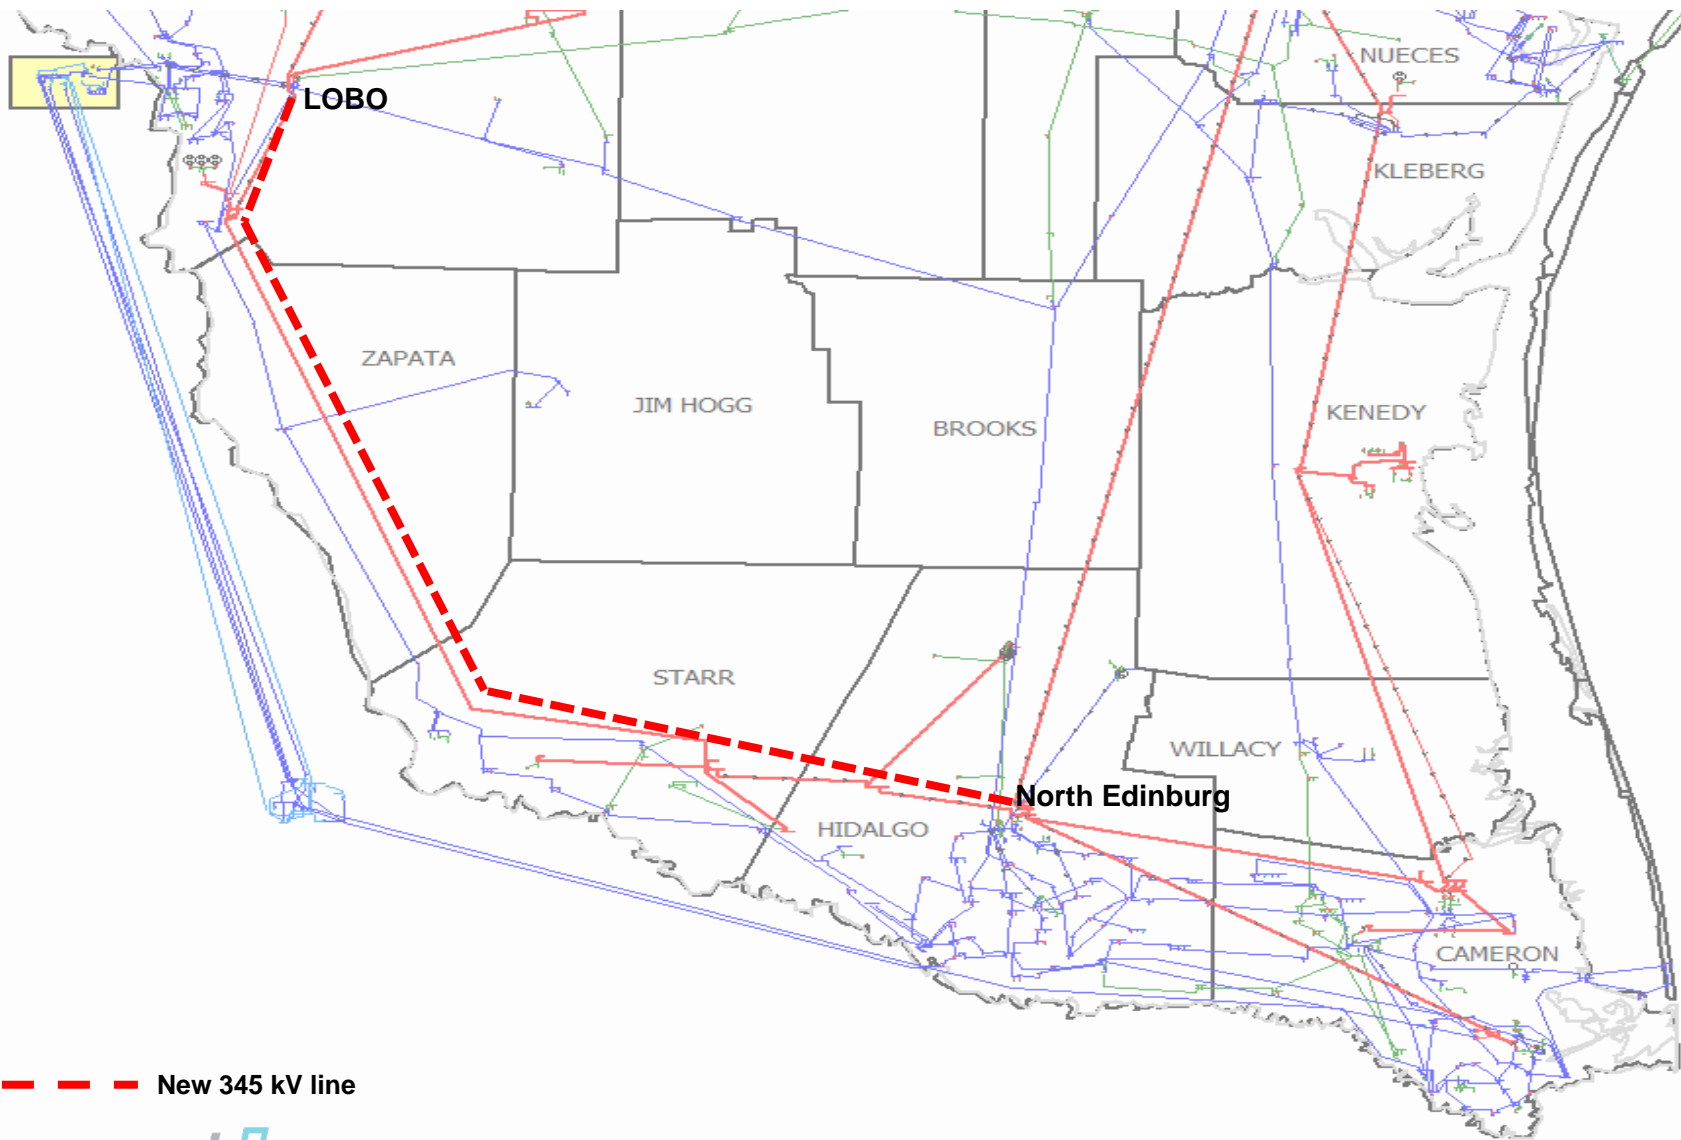 NUECES
LOBO
KLEBERG
ZAPATA
JIM HOGG
KENEDY
BROOKS
STARR
WILLACY
North Edinburg
HIDALGO
CAMERON
New 345 kV line